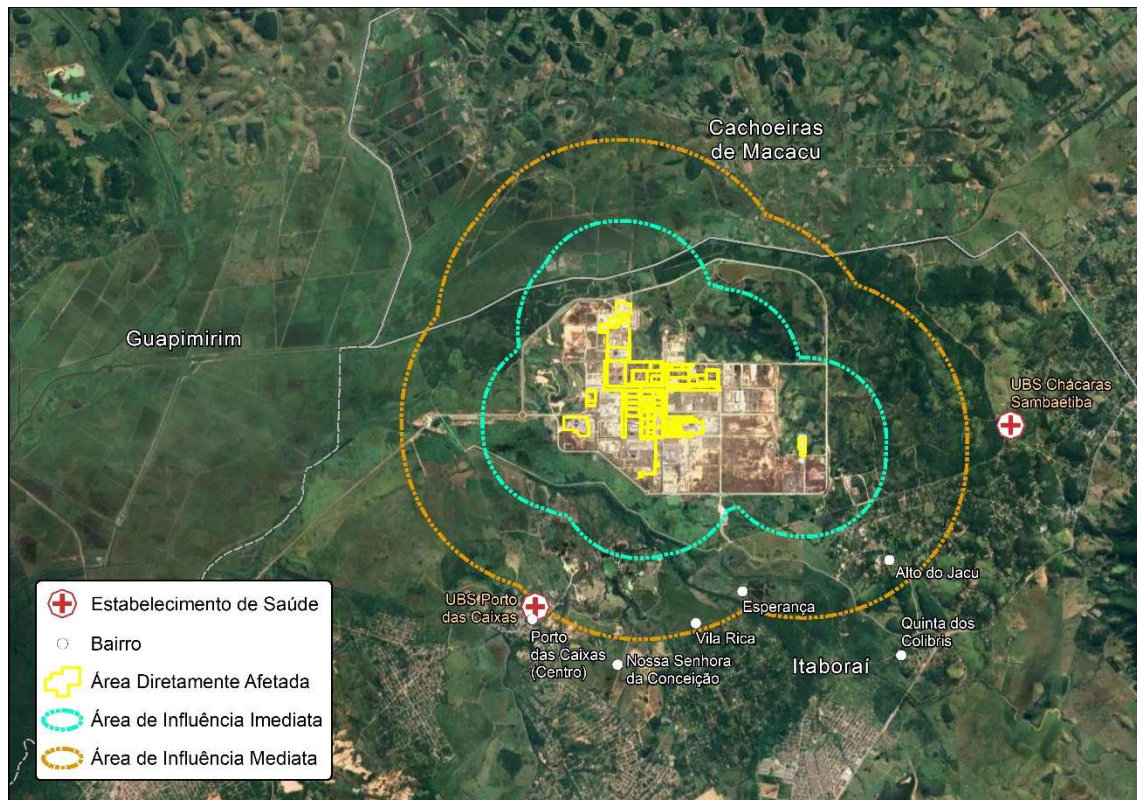 Cachoeiras
de Macacu
Guapimirim
UBS Chácaras
Sambaetiba
Alto do Jacu
Esperança
UBS Porto
das Caixas
Porto
das Caixas
(Centro)
Vila Rica
Quinta dos
Colibris
Nossa Senhora
da Conceição
Itaboraí
Estabelecimento de Saúde
Bairro
Área Diretamente Afetada
Área de Influência Imediata
Área de Influência Mediata